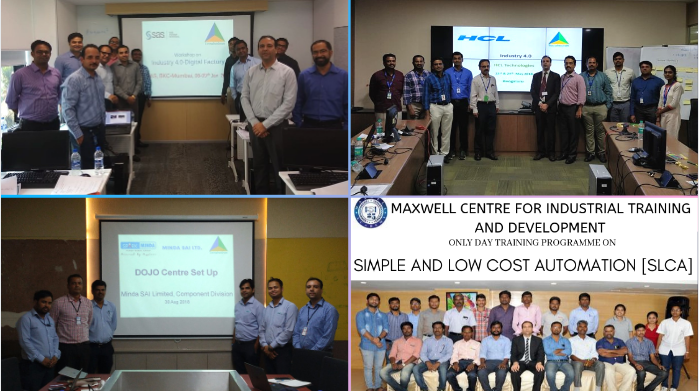 sas
Workshop on
Industry 4.0 Digital Factory
HCL
Industry 4.0
HCL Technologies
Bangalore
MINDA SAI LTD.
DOJO Centre Set Up
Minda SAI Limited, Component Division
MAXWELL CENTRE FOR INDUSTRIAL TRAINING
AND DEVELOPMENT
ONLY DAY TRAINING PROGRAMME ON
SIMPLE AND LOW COST AUTOMATION [SLCA]